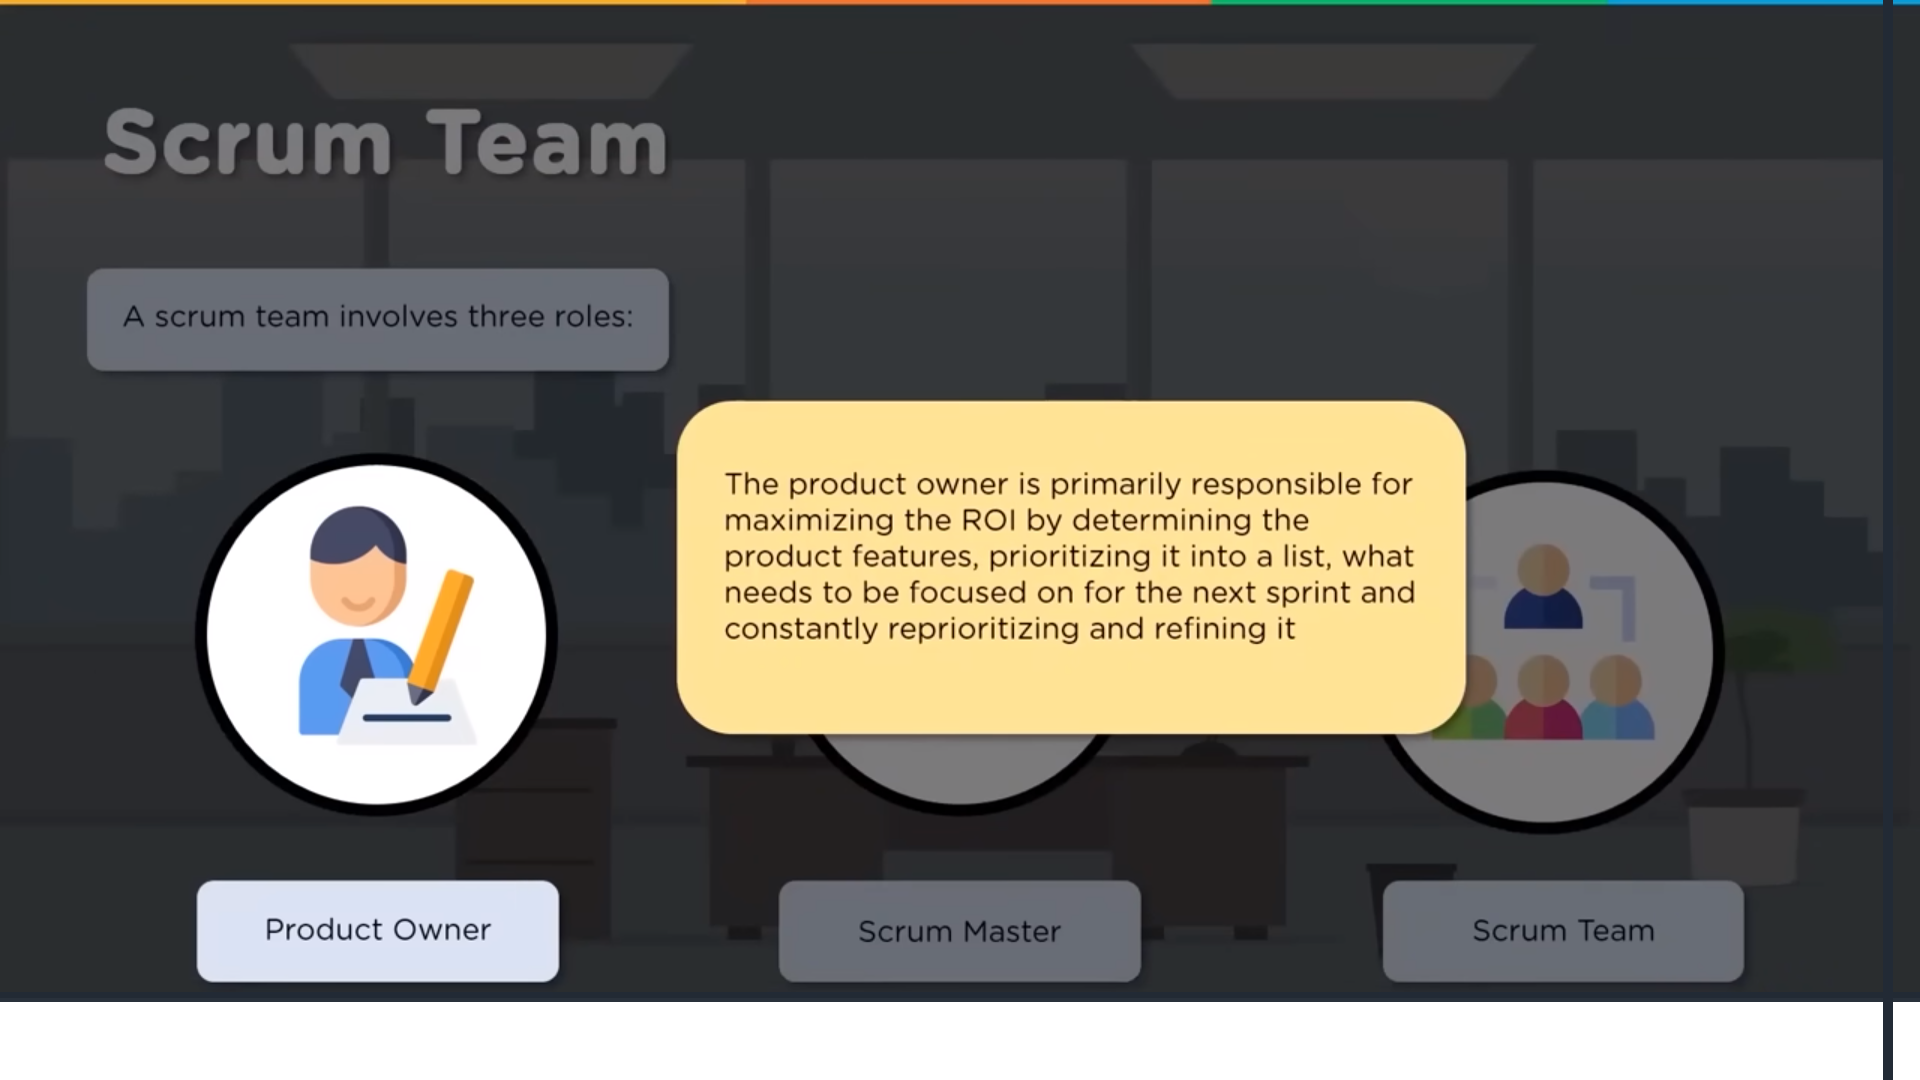 Scrum Team
A scrum team involves three roles:
The product owner is primarily responsible for
maximizing the ROI by determining the
product features, prioritizing it into a list, what
needs to be focused on for the next sprint and
constantly reprioritizing and refining it
Product Owner
Scrum Master
Scrum Team